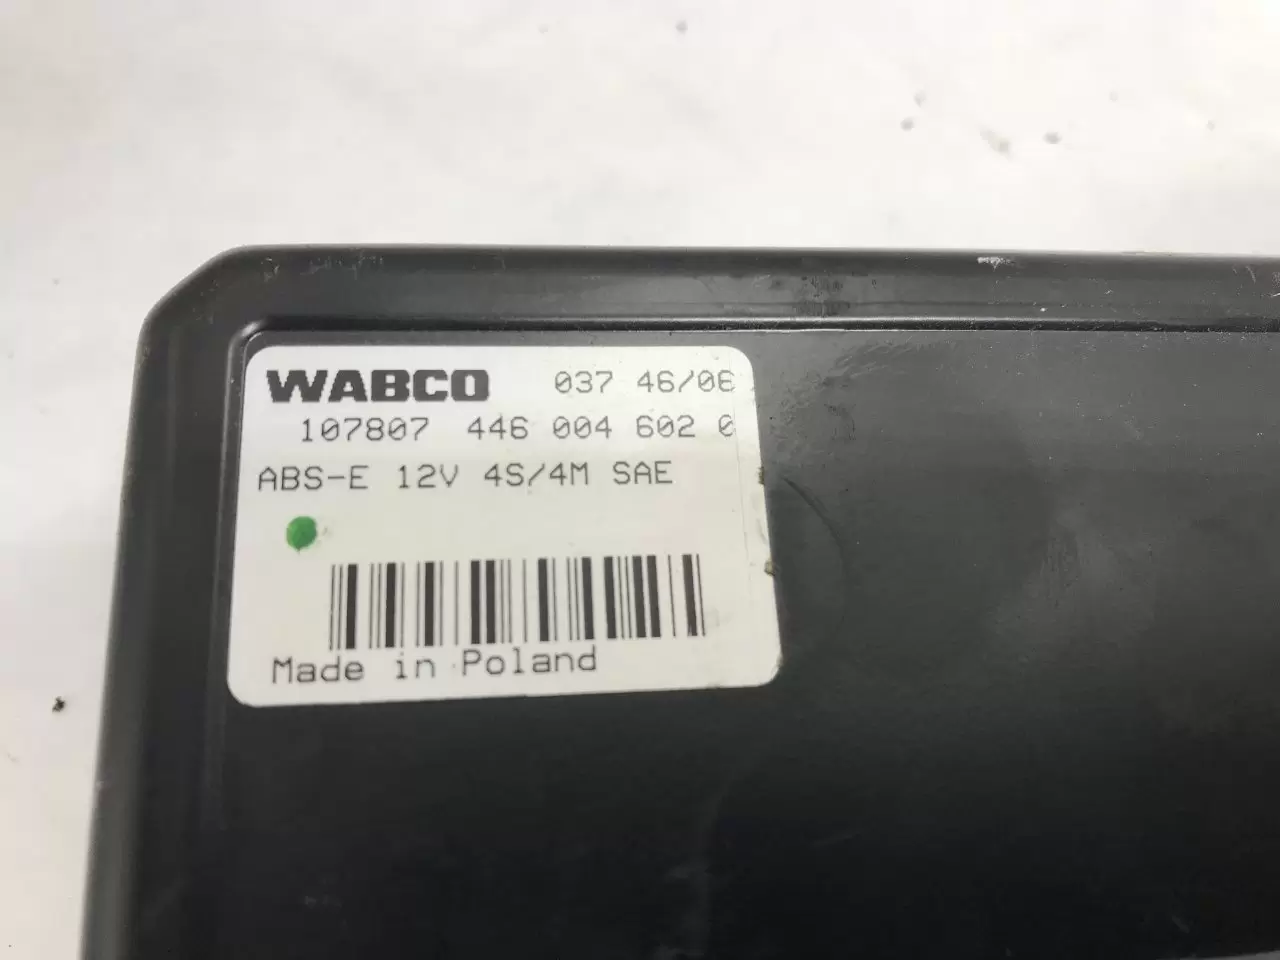 WABCO 037 46/06
107807 446 004 602 0
ABS-E 12V 4S/4M SAE
Made in Poland